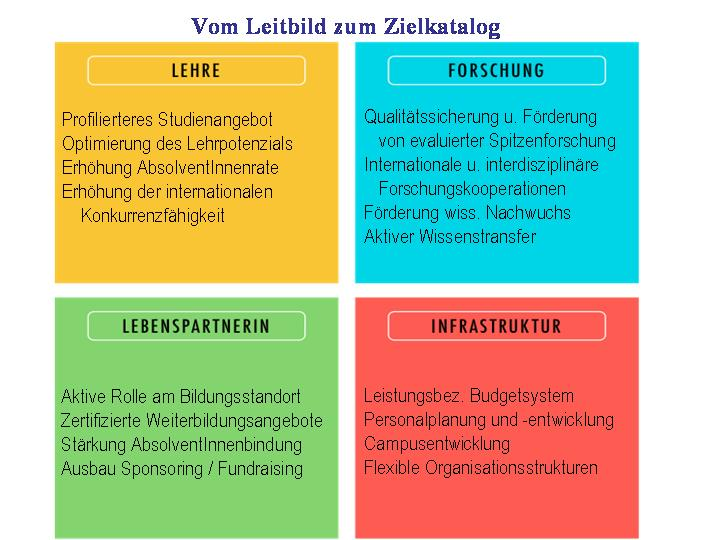 Vom Leitbild zum Zielkatalog
LEHRE
Profilierteres Studienangebot
Optimierung des Lehrpotenzials
Erhöhung AbsolventInnenrate
Erhöhung der internationalen
Konkurrenzfähigkeit
FORSCHUNG
Qualitätssicherung u. Förderung
von evaluierter Spitzenforschung
Internationale u. interdisziplinäre
Forschungskooperationen
Förderung wiss. Nachwuchs
Aktiver Wissenstransfer
LEBENSPARTNERIN
Aktive Rolle am Bildungsstandort
Zertifizierte Weiterbildungsangebote
Stärkung AbsolventInnenbindung
Ausbau Sponsoring / Fundraising
INFRASTRUKTUR
Leistungsbez. Budgetsystem
Personalplanung und -entwicklung
Campusentwicklung
Flexible Organisationsstrukturen